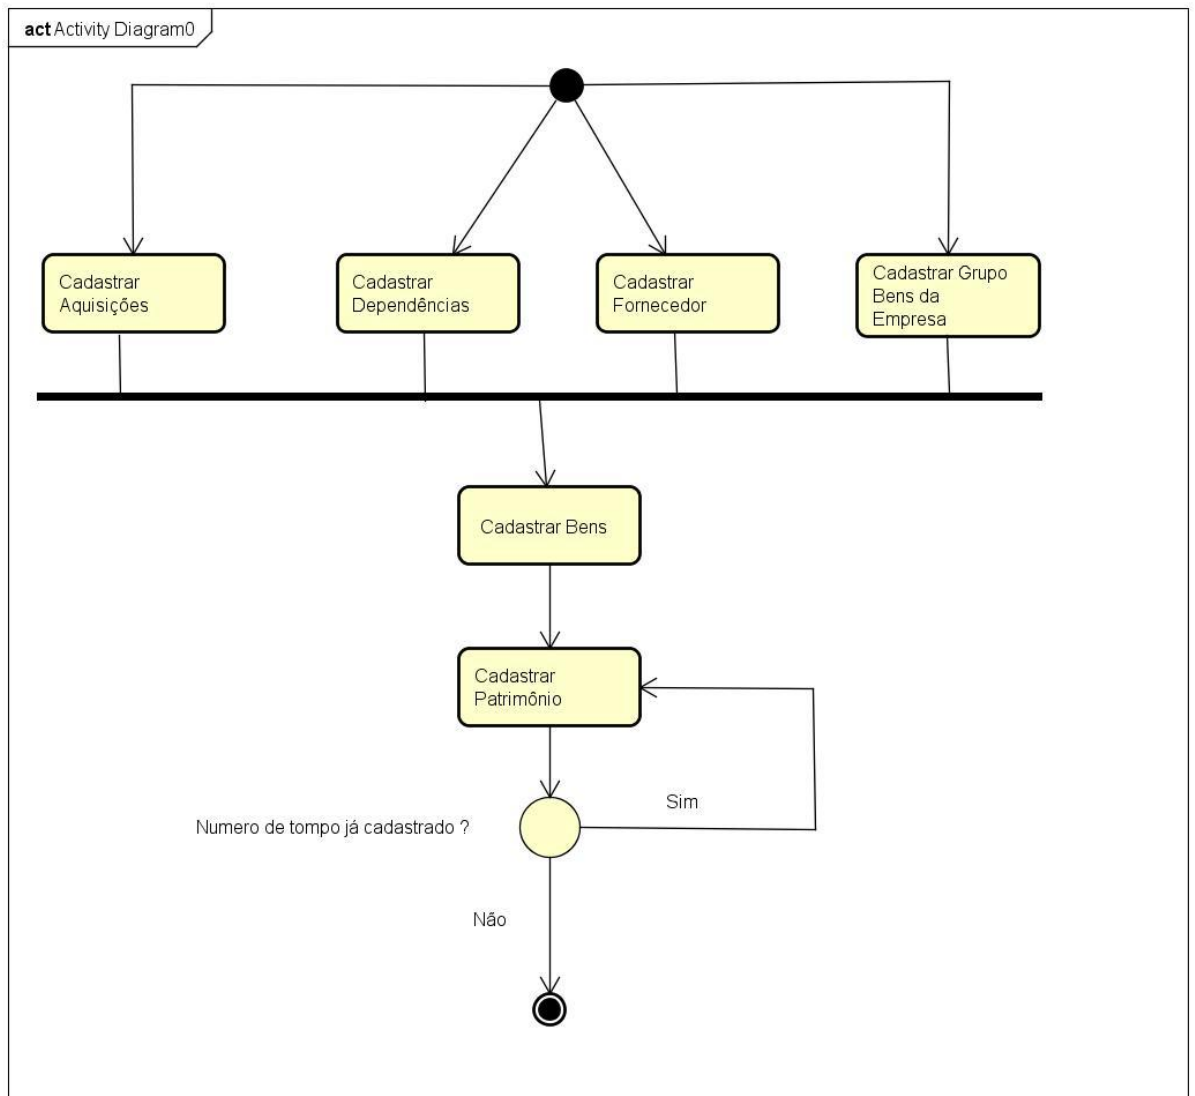 act Activity Diagram0
Cadastrar
Aquisições
Cadastrar
Dependências
Cadastrar
Fornecedor
Cadastrar Grupo
Bens da
Empresa
Cadastrar Bens
Cadastrar
Patrimônio
Sim
Numero de tompo já cadastrado ?
Não